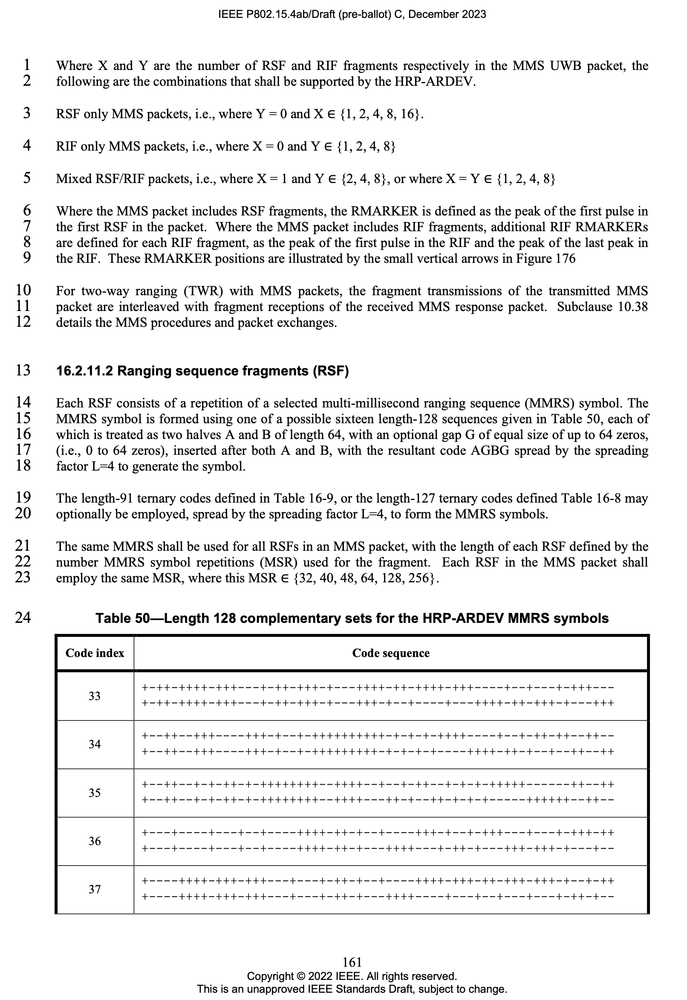 IEEE P802.15.4ab/Draft (pre-ballot) C, December 2023
1 Where X and Y are the number of RSF and RIF fragments respectively in the MMS UWB packet, the
2 following are the combinations that shall be supported by the HRP-ARDEV.
3 RSF only MMS packets, i.e., where Y = 0 and X ∈ {1, 2, 4, 8, 16}.
4 RIF only MMS packets, i.e., where X = 0 and Y ∈ {1, 2, 4, 8}
5 Mixed RSF/RIF packets, i.e., where X = 1 and Y ∈ {2, 4, 8}, or where X = Y ∈ {1, 2, 4, 8}
6 Where the MMS packet includes RSF fragments, the RMARKER is defined as the peak of the first pulse in
7 the first RSF in the packet. Where the MMS packet includes RIF fragments, additional RIF RMARKERs
8 are defined for each RIF fragment, as the peak of the first pulse in the RIF and the peak of the last peak in
9 the RIF. These RMARKER positions are illustrated by the small vertical arrows in Figure 176
10 For two-way ranging (TWR) with MMS packets, the fragment transmissions of the transmitted MMS
11 packet are interleaved with fragment receptions of the received MMS response packet. Subclause 10.38
12 details the MMS procedures and packet exchanges.
13 16.2.11.2 Ranging sequence fragments (RSF)
14 Each RSF consists of a repetition of a selected multi-millisecond ranging sequence (MMRS) symbol. The
15 MMRS symbol is formed using one of a possible sixteen length-128 sequences given in Table 50, each of
16 which is treated as two halves A and B of length 64, with an optional gap G of equal size of up to 64 zeros,
17 (i.e., 0 to 64 zeros), inserted after both A and B, with the resultant code AGBG spread by the spreading
18 factor L=4 to generate the symbol.
19 The length-91 ternary codes defined in Table 16-9, or the length-127 ternary codes defined Table 16-8 may
20 optionally be employed, spread by the spreading factor L=4, to form the MMRS symbols.
21 The same MMRS shall be used for all RSFs in an MMS packet, with the length of each RSF defined by the
22 number MMRS symbol repetitions (MSR) used for the fragment. Each RSF in the MMS packet shall
23 employ the same MSR, where this MSR ∈ {32, 40, 48, 64, 128, 256}.
24 Table 50—Length 128 complementary sets for the HRP-ARDEV MMRS symbols
Code index Code sequence
33
+-++-++++-+++---+-++-+++-+---++++-++-++++-+++----+--+---+-+++---
+-++-++++-+++---+-++-+++-+---+++-+--+----+---++++-++-+++-+---+++
34
+--++--+++----+++-+--+-++++++++++-+-+-+-++++----+--+-++-++--++--
+--++--+++----+++-+--+-+++++++++-+-+-+-+----++++-++-+--+--++--++
35
+--++--+-+-++-+-++++++++--++++--+--+-++--+-+-+-+++++------++--++
+--++--+-+-++-+-++++++++--++++---++-+--++-+-+-+-----++++++--++--
36
+---+----+---+--+----++++-++-+--+----+++-+--+-+++---+---+-+++-++
+---+----+---+--+----++++-++-+---++++---+-++-+---+++-+++-+---+--
37
+----++++-+++-+++---+---+-++-+--+----++++-+++-++-+++-+++-+--+-++
+----++++-+++-+++---+---+-++-+---++++----+---+--+---+---+-++-+--
161
Copyright © 2022 IEEE. All rights reserved.
This is an unapproved IEEE Standards Draft, subject to change.